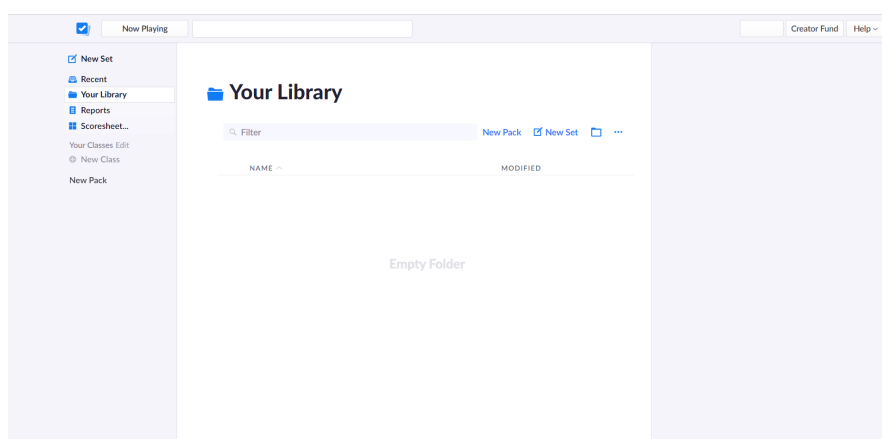 Now Playing
Creator Fund
Help
New Set
Recent
Your Library
Reports
Scoresheet...
Your Classes Edit
New Class
New Pack
Your Library
Filter
New Pack New Set ...
NAME MODIFIED
Empty Folder